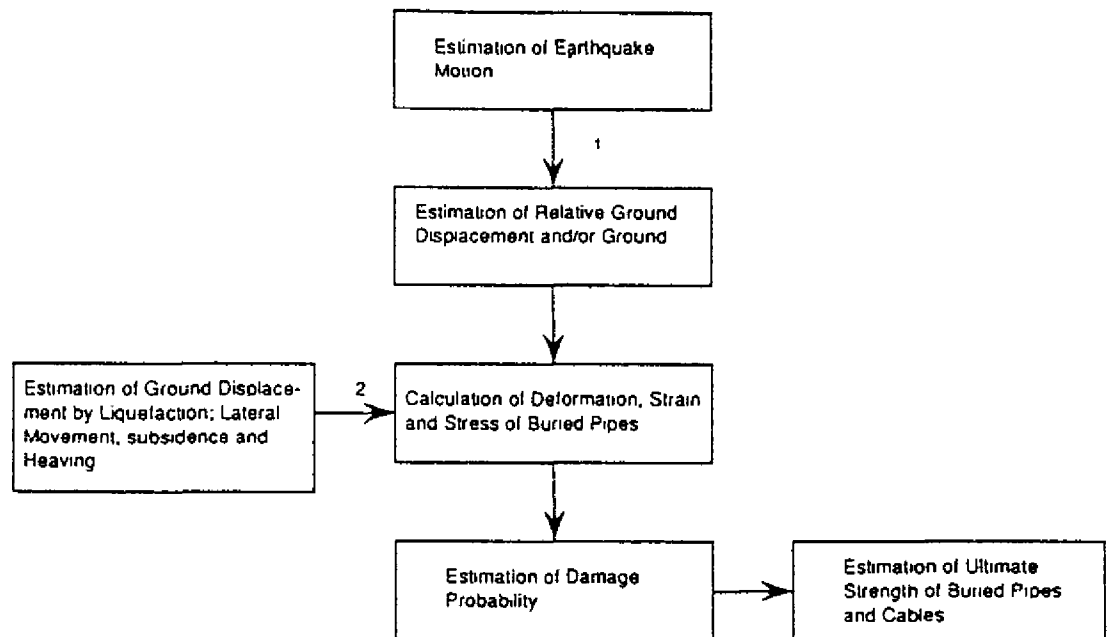 Estimation of Earthquake
Motion
1
Estimation of Relative Ground
Displacement and/or Ground
Estimation of Ground Displace-
ment by Liquefaction; Lateral
Movement, subsidence and
Heaving
2
Calculation of Deformation, Strain
and Stress of Buried Pipes
Estimation of Damage
Probability
Estimation of Ultimate
Strength of Buried Pipes
and Cables